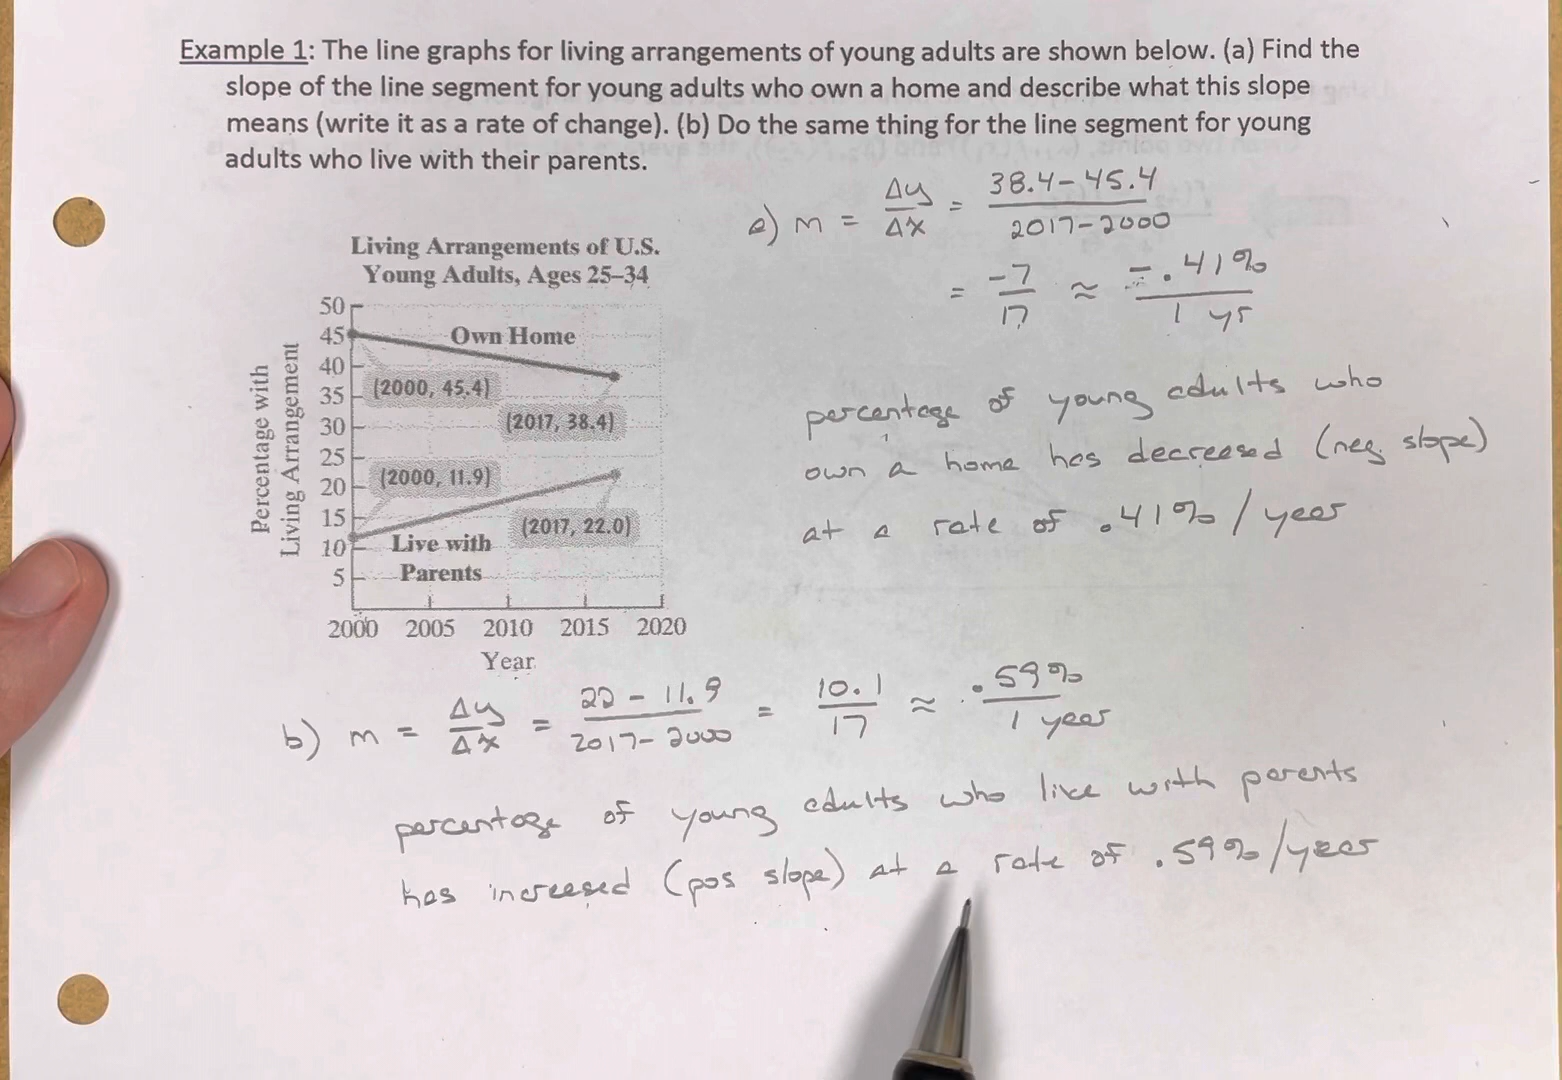 Example 1: The line graphs for living arrangements of young adults are shown below. (a) Find the
slope of the line segment for young adults who own a home and describe what this slope
means (write it as a rate of change). (b) Do the same thing for the line segment for young
adults who live with their parents.
a) m = Δy/Δx = 38.4-45.4/2017-2000
= -7/17 ≈ -.41%/1 yr
Living Arrangements of U.S.
Young Adults, Ages 25–34
Percentage with
Living Arrangement
50
45
40
35
30
25
20
15
10
5
Own Home
(2000, 45.4)
(2017, 38.4)
(2000, 11.9)
(2017, 22.0)
Live with
Parents
2000 2005 2010 2015 2020
Year
percentage of young adults who
own a home has decreased (neg. slope)
at a rate of .41%/year
b) m = Δy/Δx = 22-11.9/2017-2000 = 10.1/17 ≈ .59%/1 year
percentage of young adults who live with parents
has increased (pos slope) at a rate of .59%/year